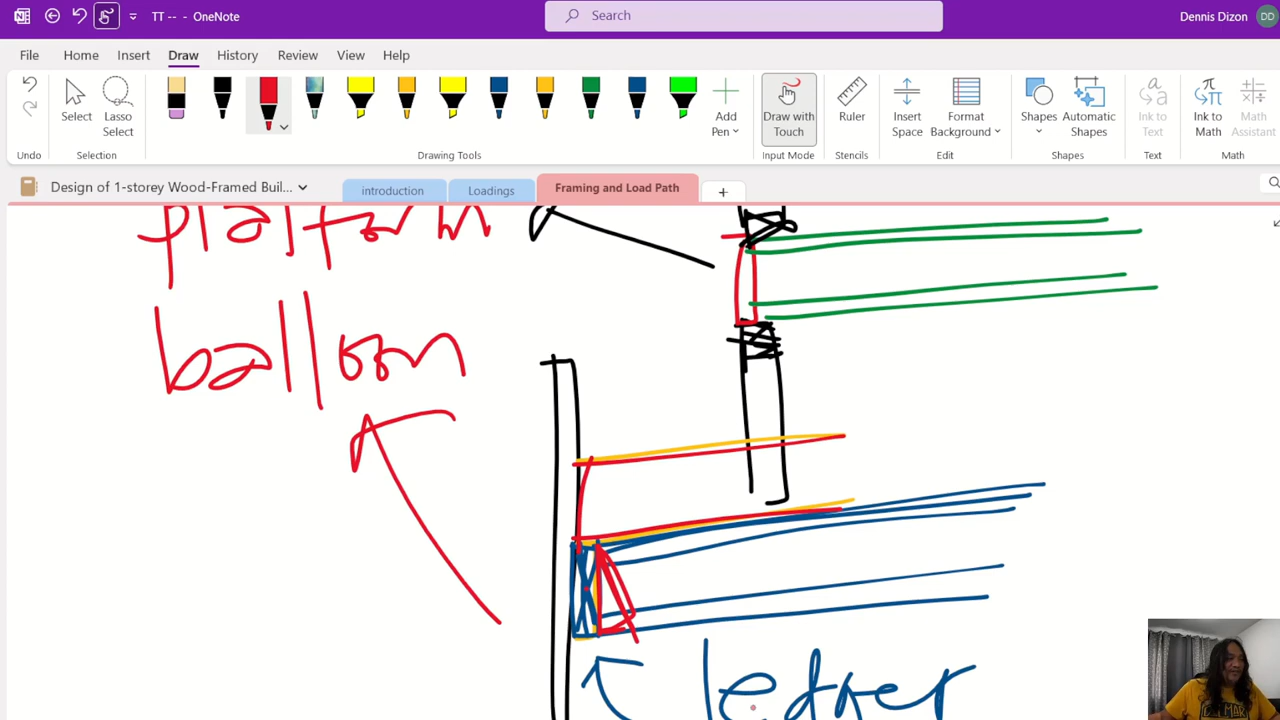 TT -- - OneNote
Search
Dennis Dizon
DD
File Home Insert Draw History Review View Help
Select
Lasso Select
Add Pen
Draw with Touch
Ruler
Insert Space
Format Background
Shapes
Automatic Shapes
Ink to Text
Ink to Math
Math Assistant
Undo
Selection
Drawing Tools
Input Mode
Stencils
Edit
Shapes
Text
Math
Design of 1-storey Wood-Framed Buil...
introduction
Loadings
Framing and Load Path
platform
balloon
ledger